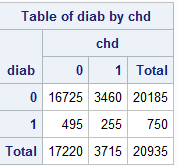 Table of diab by chd
chd
diab 0 1 Total
0 16725 3460 20185
1 495 255 750
Total 17220 3715 20935